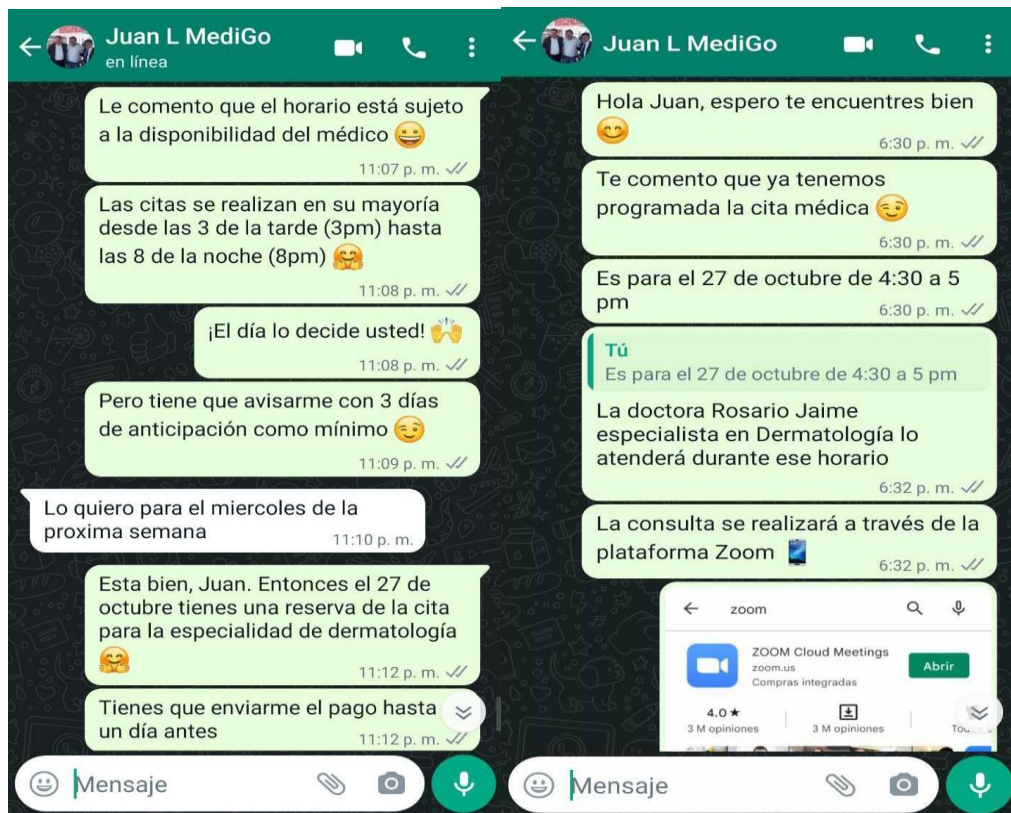 Juan L MediGo
en línea
Le comento que el horario está sujeto
a la disponibilidad del médico 😀
11:07 p. m.
Las citas se realizan en su mayoría
desde las 3 de la tarde (3pm) hasta
las 8 de la noche (8pm) 🤗
11:08 p. m.
¡El día lo decide usted! 🙌
11:08 p. m.
Pero tiene que avisarme con 3 días
de anticipación como mínimo 😉
11:09 p. m.
Lo quiero para el miercoles de la
proxima semana
11:10 p. m.
Esta bien, Juan. Entonces el 27 de
octubre tienes una reserva de la cita
para la especialidad de dermatología
🤗
11:12 p. m.
Tienes que enviarme el pago hasta
un día antes
11:12 p. m.
Mensaje
Juan L MediGo
Hola Juan, espero te encuentres bien
😊
6:30 p. m.
Te comento que ya tenemos
programada la cita médica 😉
6:30 p. m.
Es para el 27 de octubre de 4:30 a 5
pm
6:30 p. m.
Tú
Es para el 27 de octubre de 4:30 a 5 pm
La doctora Rosario Jaime
especialista en Dermatología lo
atenderá durante ese horario
6:32 p. m.
La consulta se realizará a través de la
plataforma Zoom 📱
6:32 p. m.
zoom
ZOOM Cloud Meetings
zoom.us
Compras integradas
Abrir
4.0 ★
3 M opiniones
3 M opiniones
Mensaje